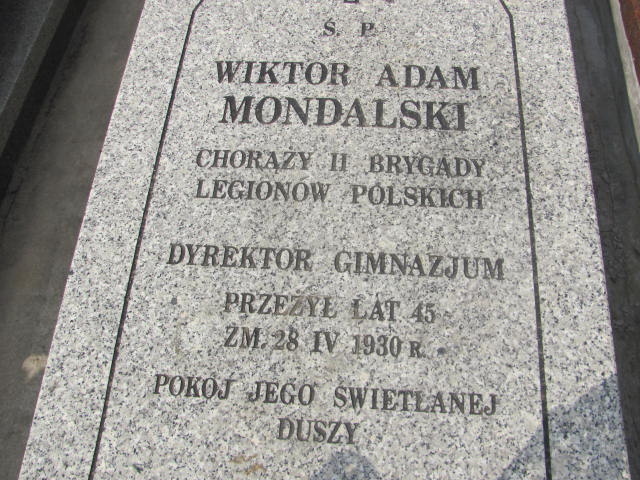 Ś. P
WIKTOR ADAM
MONDALSKI
CHORĄŻY II BRYGADY
LEGIONÓW POLSKICH
DYREKTOR GIMNAZJUM
PRZEŻYŁ LAT 45
ZM. 28 IV 1930 R.
POKÓJ JEGO ŚWIETLANEJ
DUSZY